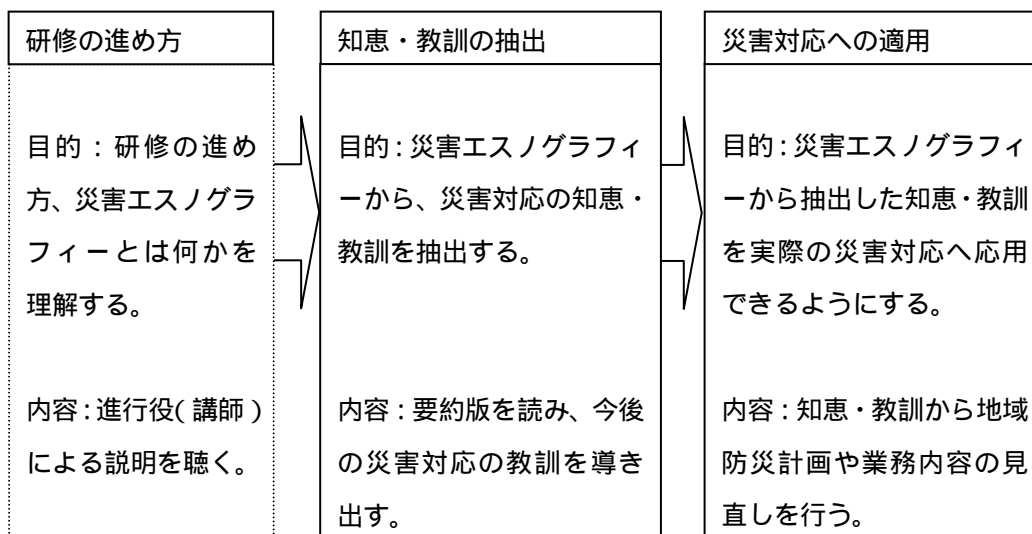 研修の進め方
目的：研修の進め
方、災害エスノグラ
フィーとは何かを
理解する。
内容：進行役(講師)
による説明を聴く。
知恵・教訓の抽出
目的：災害エスノグラフィ
ーから、災害対応の知恵・
教訓を抽出する。
内容：要約版を読み、今後
の災害対応の教訓を導き
出す。
災害対応への適用
目的：災害エスノグラフィ
ーから抽出した知恵・教訓
を実際の災害対応へ応用
できるようにする。
内容：知恵・教訓から地域
防災計画や業務内容の見
直しを行う。